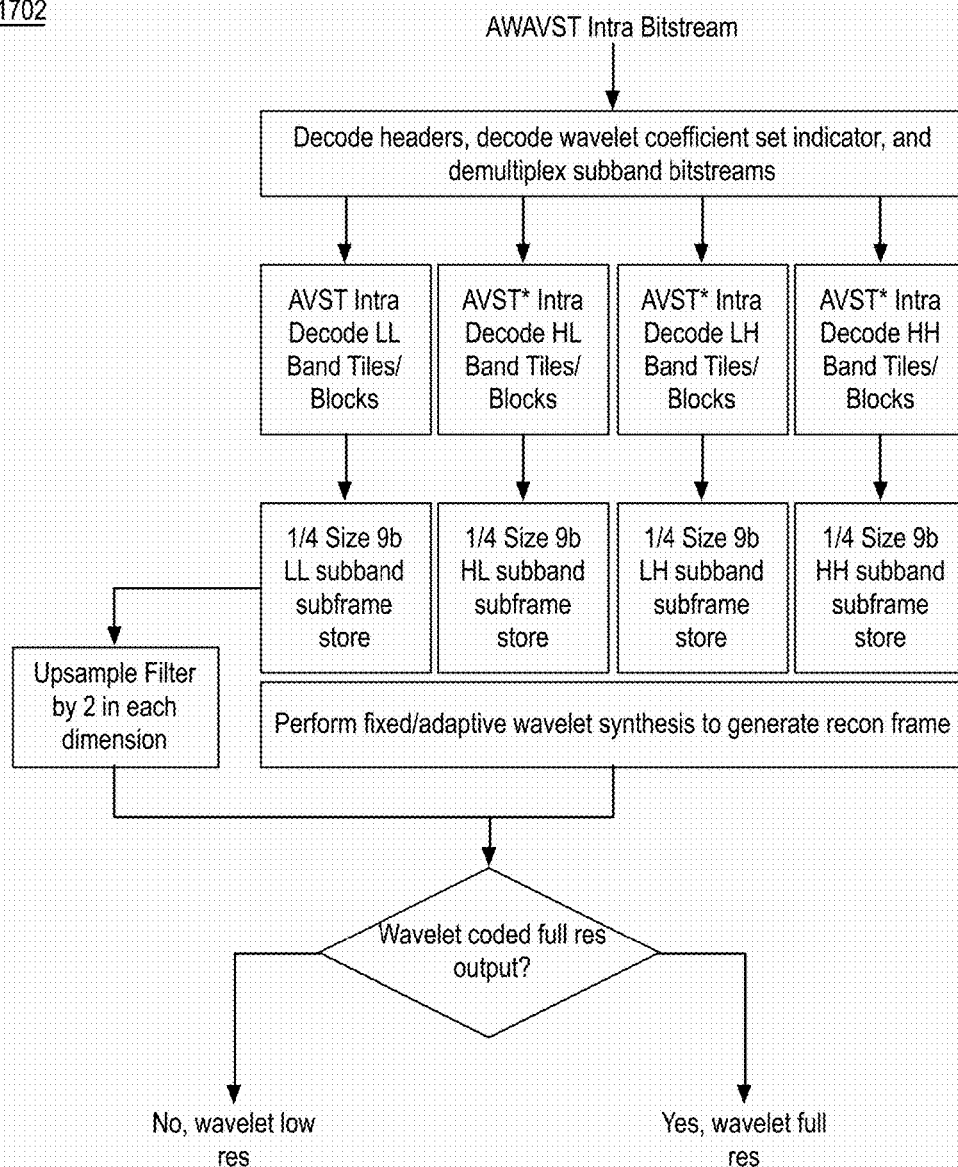 1702
AWAVST Intra Bitstream
Decode headers, decode wavelet coefficient set indicator, and
demultiplex subband bitstreams
AVST Intra
Decode LL
Band Tiles/
Blocks
AVST* Intra
Decode HL
Band Tiles/
Blocks
AVST* Intra
Decode LH
Band Tiles/
Blocks
AVST* Intra
Decode HH
Band Tiles/
Blocks
1/4 Size 9b
LL subband
subframe
store
1/4 Size 9b
HL subband
subframe
store
1/4 Size 9b
LH subband
subframe
store
1/4 Size 9b
HH subband
subframe
store
Upsample Filter
by 2 in each
dimension
Perform fixed/adaptive wavelet synthesis to generate recon frame
Wavelet coded full res
output?
No, wavelet low
res
Yes, wavelet full
res